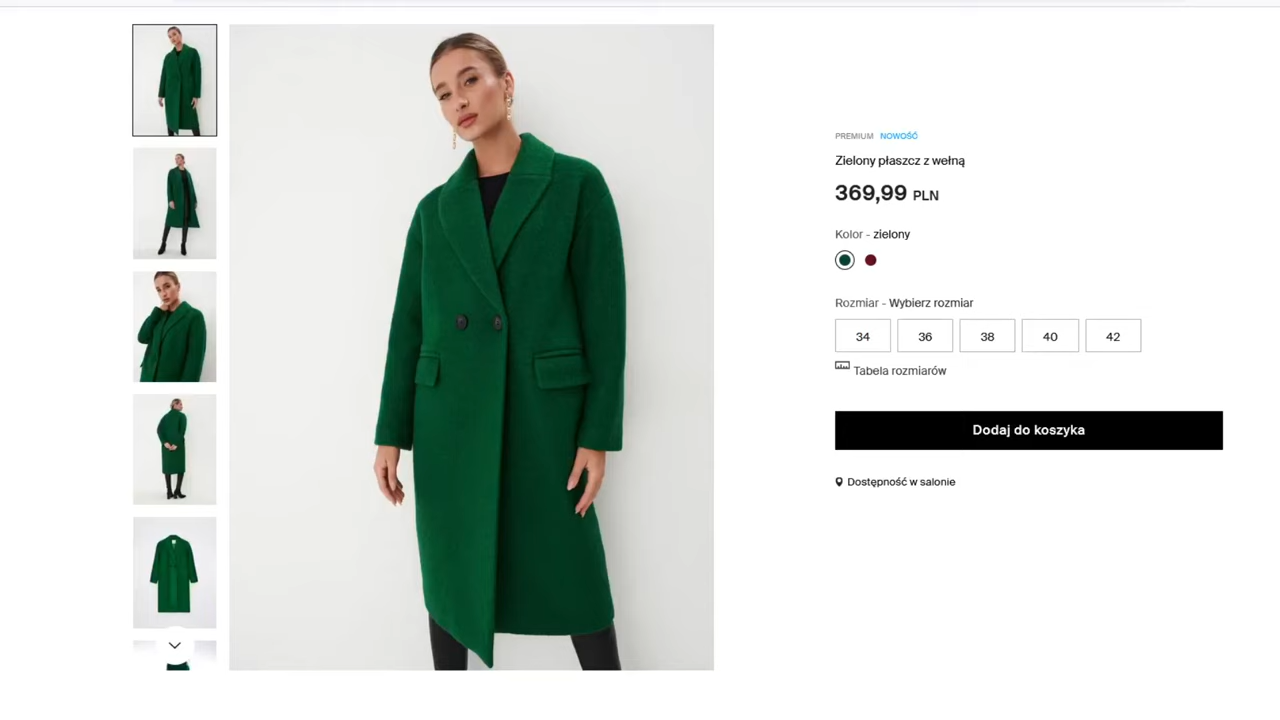 PREMIUM NOWOŚĆ
Zielony płaszcz z wełną
369,99 PLN
Kolor - zielony
Rozmiar - Wybierz rozmiar
34 36 38 40 42
Tabela rozmiarów
Dodaj do koszyka
Dostępność w salonie